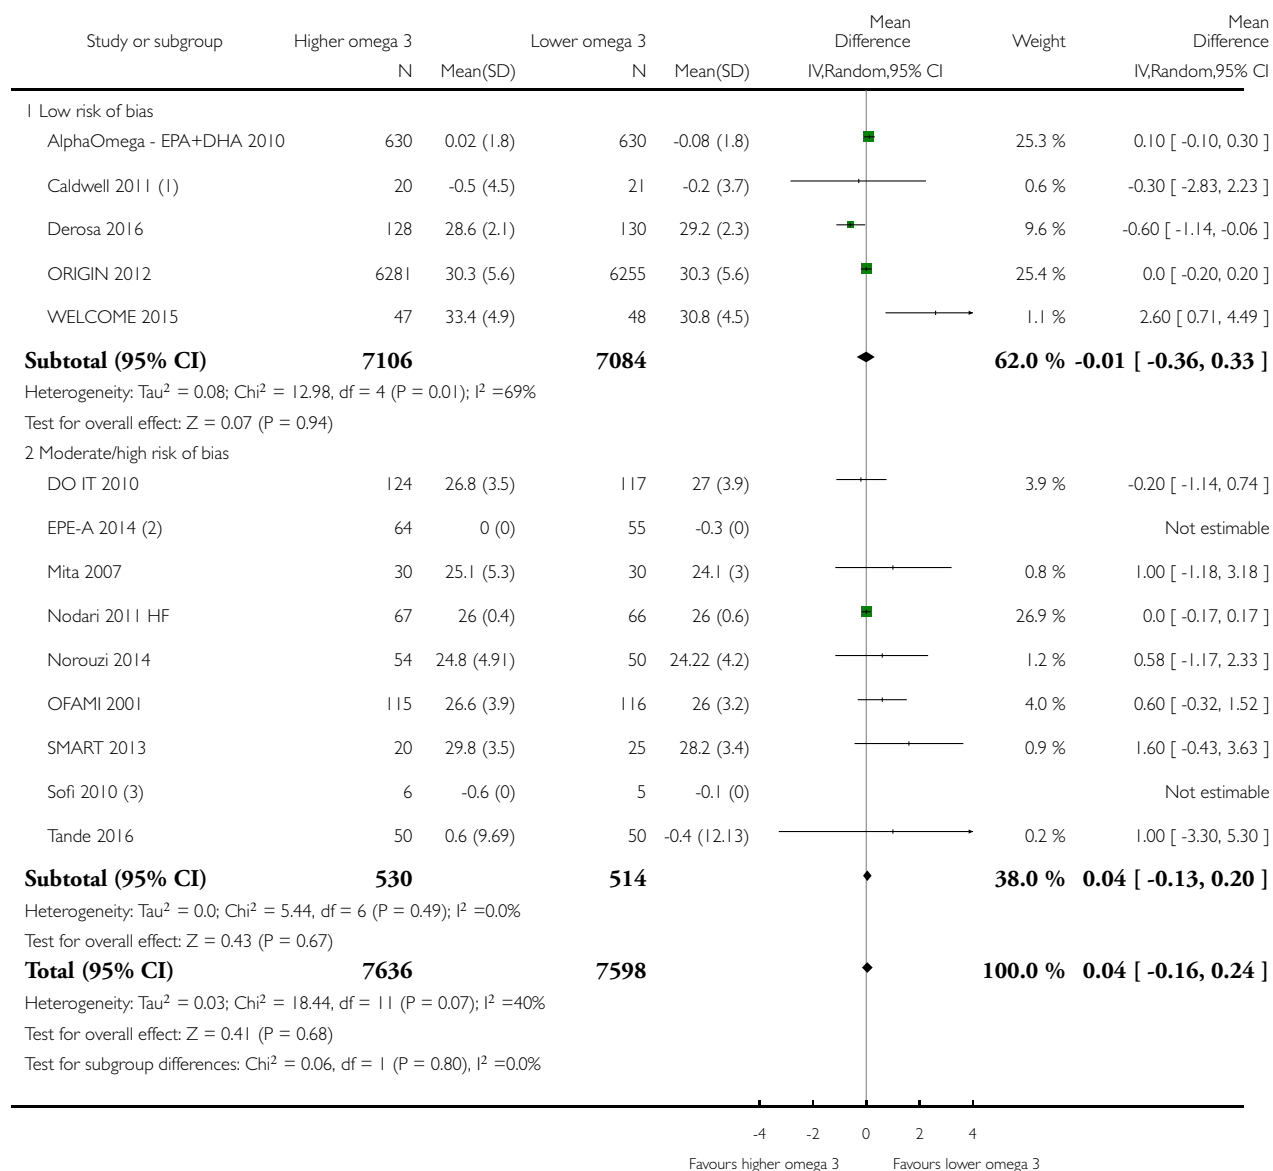 Mean Mean
Study or subgroup Higher omega 3 Lower omega 3 Difference Weight Difference
N Mean(SD) N Mean(SD) IV,Random,95% CI IV,Random,95% CI
1 Low risk of bias
AlphaOmega - EPA+DHA 2010 630 0.02 (1.8) 630 -0.08 (1.8) 25.3 % 0.10 [ -0.10, 0.30 ]
Caldwell 2011 (1) 20 -0.5 (4.5) 21 -0.2 (3.7) 0.6 % -0.30 [ -2.83, 2.23 ]
Derosa 2016 128 28.6 (2.1) 130 29.2 (2.3) 9.6 % -0.60 [ -1.14, -0.06 ]
ORIGIN 2012 6281 30.3 (5.6) 6255 30.3 (5.6) 25.4 % 0.0 [ -0.20, 0.20 ]
WELCOME 2015 47 33.4 (4.9) 48 30.8 (4.5) 1.1 % 2.60 [ 0.71, 4.49 ]
Subtotal (95% CI) 7106 7084 62.0 % -0.01 [ -0.36, 0.33 ]
Heterogeneity: Tau² = 0.08; Chi² = 12.98, df = 4 (P = 0.01); I² =69%
Test for overall effect: Z = 0.07 (P = 0.94)
2 Moderate/high risk of bias
DO IT 2010 124 26.8 (3.5) 117 27 (3.9) 3.9 % -0.20 [ -1.14, 0.74 ]
EPE-A 2014 (2) 64 0 (0) 55 -0.3 (0) Not estimable
Mita 2007 30 25.1 (5.3) 30 24.1 (3) 0.8 % 1.00 [ -1.18, 3.18 ]
Nodari 2011 HF 67 26 (0.4) 66 26 (0.6) 26.9 % 0.0 [ -0.17, 0.17 ]
Norouzi 2014 54 24.8 (4.91) 50 24.22 (4.2) 1.2 % 0.58 [ -1.17, 2.33 ]
OFAMI 2001 115 26.6 (3.9) 116 26 (3.2) 4.0 % 0.60 [ -0.32, 1.52 ]
SMART 2013 20 29.8 (3.5) 25 28.2 (3.4) 0.9 % 1.60 [ -0.43, 3.63 ]
Sofi 2010 (3) 6 -0.6 (0) 5 -0.1 (0) Not estimable
Tande 2016 50 0.6 (9.69) 50 -0.4 (12.13) 0.2 % 1.00 [ -3.30, 5.30 ]
Subtotal (95% CI) 530 514 38.0 % 0.04 [ -0.13, 0.20 ]
Heterogeneity: Tau² = 0.0; Chi² = 5.44, df = 6 (P = 0.49); I² =0.0%
Test for overall effect: Z = 0.43 (P = 0.67)
Total (95% CI) 7636 7598 100.0 % 0.04 [ -0.16, 0.24 ]
Heterogeneity: Tau² = 0.03; Chi² = 18.44, df = 11 (P = 0.07); I² =40%
Test for overall effect: Z = 0.41 (P = 0.68)
Test for subgroup differences: Chi² = 0.06, df = 1 (P = 0.80), I² =0.0%
-4 -2 0 2 4
Favours higher omega 3 Favours lower omega 3